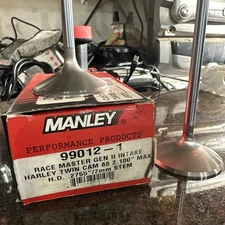 MANLEY
PERFORMANCE PRODUCTS
99012-1
RACE MASTER GEN II INTAKE
HARLEY TWIN CAM 88 2.100" MAX
H.D. .2755"/7mm STEM